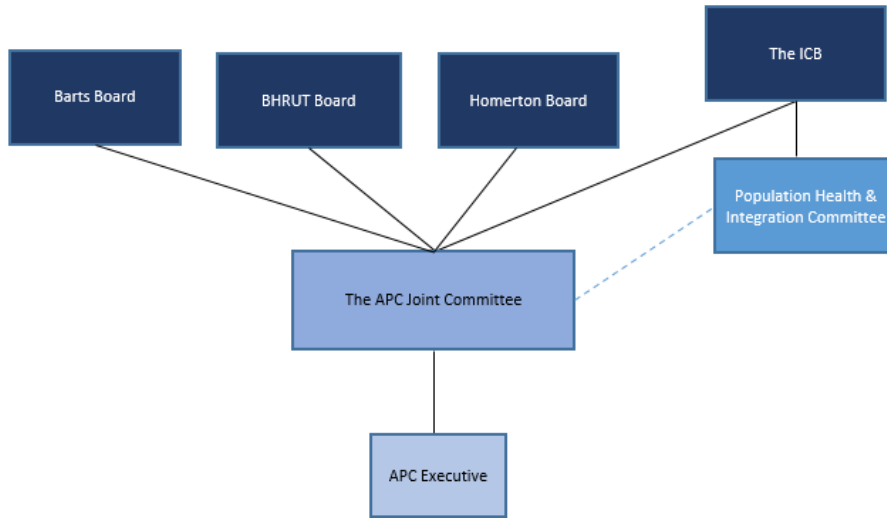 Barts Board
BHRUT Board
Homerton Board
The ICB
Population Health &
Integration Committee
The APC Joint Committee
APC Executive